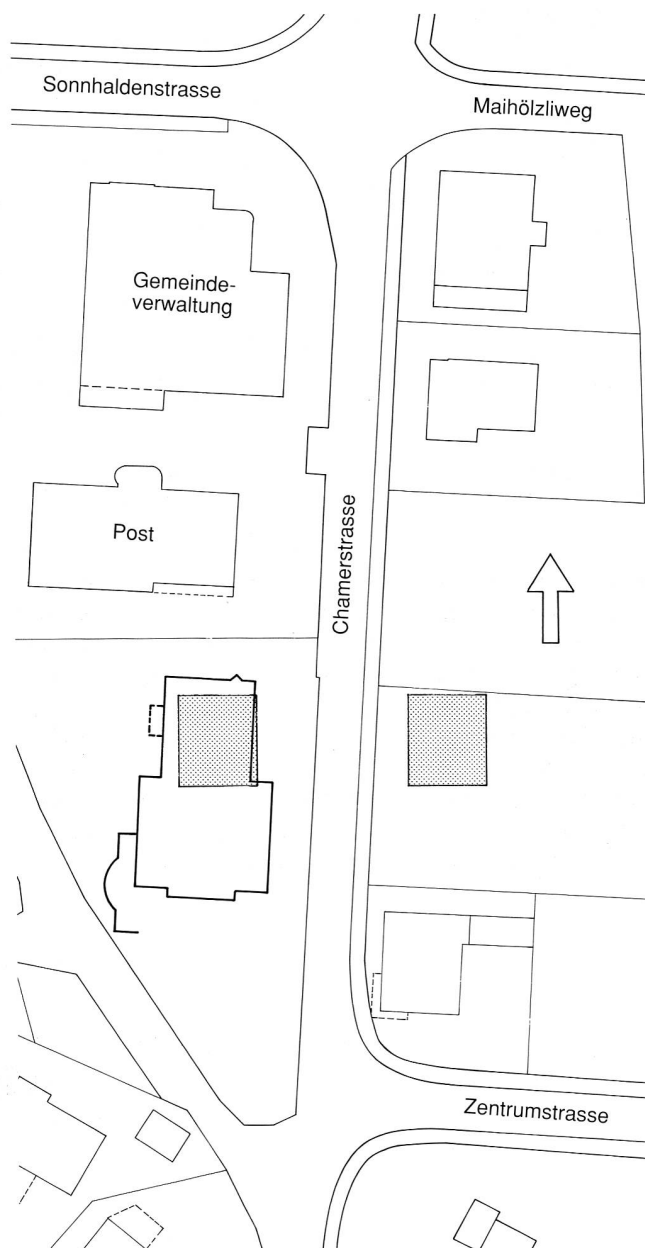 Sonnhaldenstrasse
Maihölzliweg
Gemeinde-
verwaltung
Post
Chamerstrasse
Zentrumstrasse